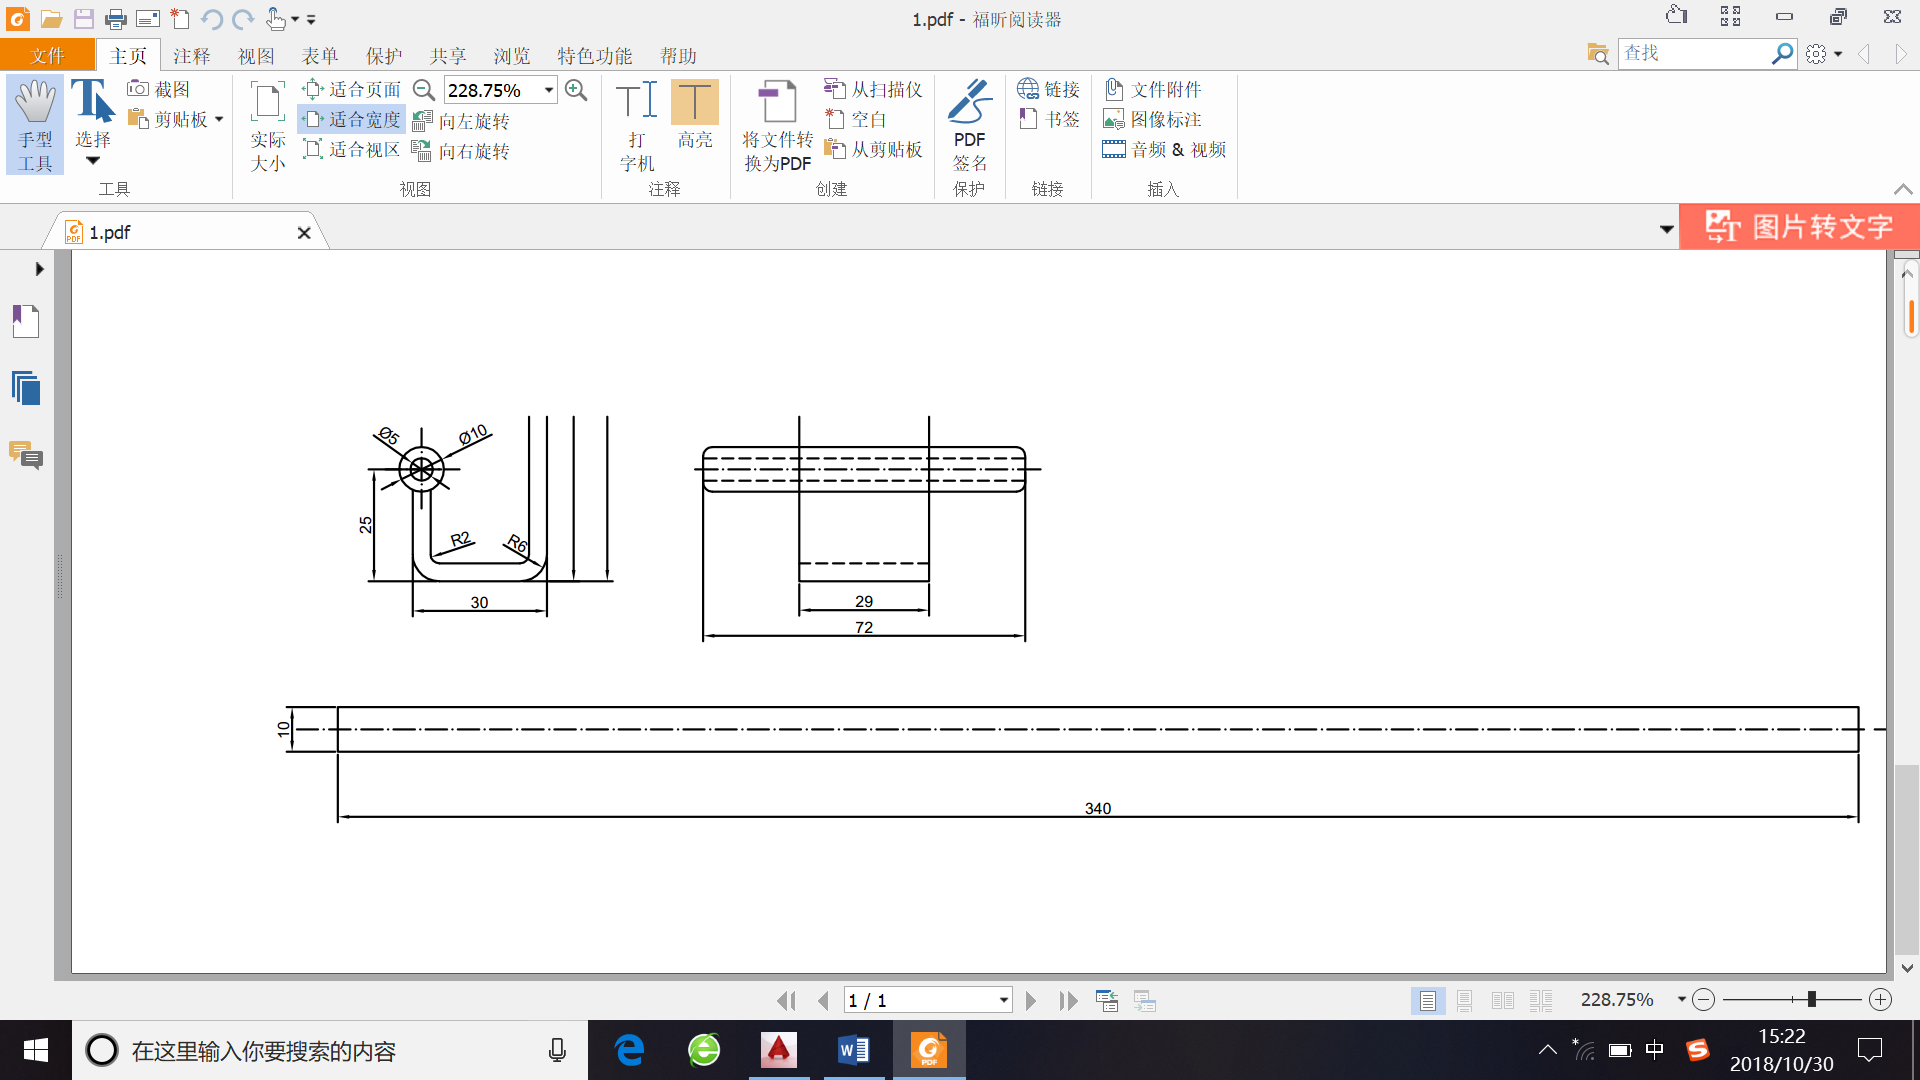 1.pdf - 福昕阅读器
文件 主页 注释 视图 表单 保护 共享 浏览 特色功能 帮助
查找
手型工具
选择
截图
剪贴板
工具
实际大小
适合页面
适合宽度
适合视区
228.75%
向左旋转
向右旋转
视图
打字机
高亮
注释
将文件转换为PDF
从扫描仪
空白
从剪贴板
创建
PDF签名
保护
链接
书签
链接
文件附件
图像标注
音频 & 视频
插入
1.pdf
图片转文字
Ø5
Ø10
25
R2
R6
30
29
72
10
340
1 / 1
228.75%
在这里输入你要搜索的内容
中
15:22
2018/10/30